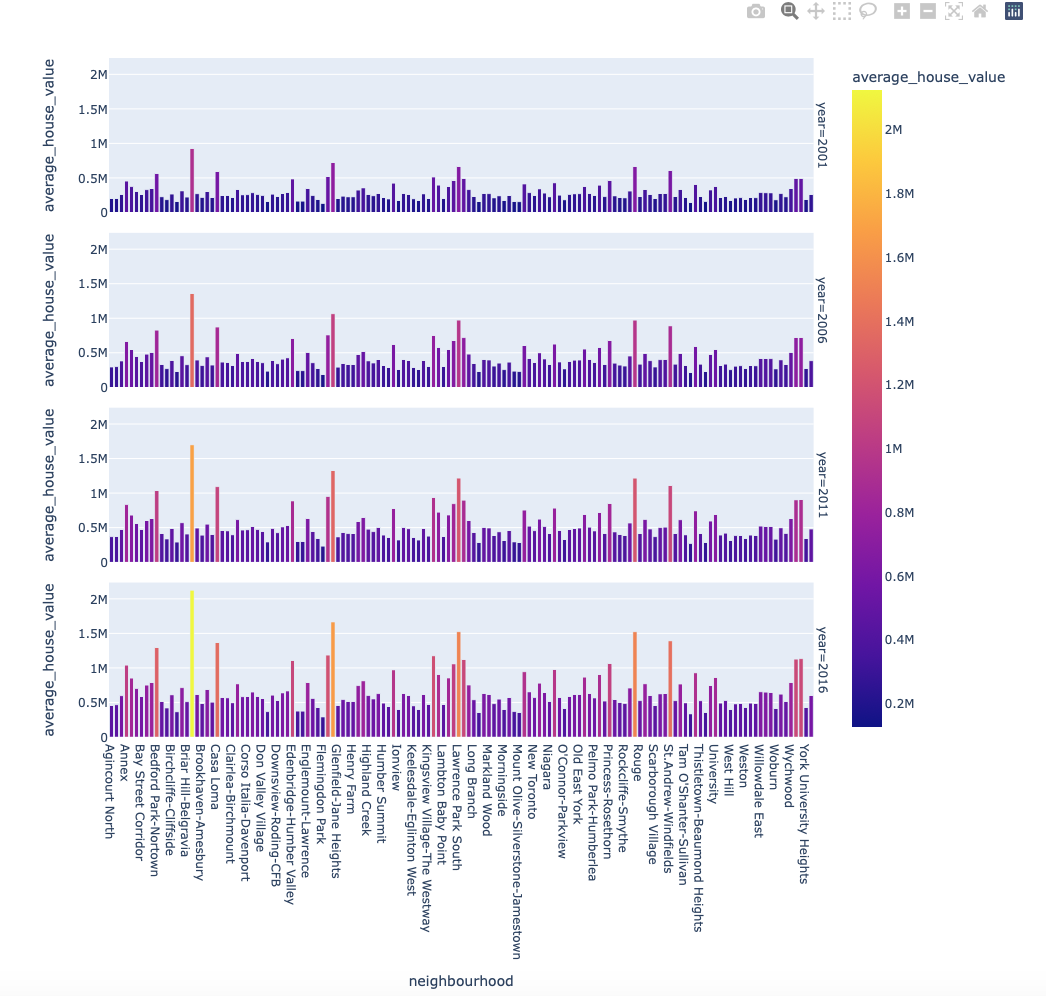 average_house_value
2M
1.5M
1M
0.5M
0
year=2001
average_house_value
2M
1.5M
1M
0.5M
0
year=2006
average_house_value
2M
1.5M
1M
0.5M
0
year=2011
average_house_value
2M
1.5M
1M
0.5M
0
year=2016
Agincourt North
Annex
Bay Street Corridor
Bedford Park-Nortown
Birchcliffe-Cliffside
Briar Hill-Belgravia
Brookhaven-Amesbury
Casa Loma
Clairlea-Birchmount
Corso Italia-Davenport
Don Valley Village
Downsview-Roding-CFB
Edenbridge-Humber Valley
Englemount-Lawrence
Flemingdon Park
Glenfield-Jane Heights
Henry Farm
Highland Creek
Humber Summit
Ionview
Keelesdale-Eglinton West
Kingsview Village-The Westway
Lambton Baby Point
Lawrence Park South
Long Branch
Markland Wood
Morningside
Mount Olive-Silverstone-Jamestown
New Toronto
Niagara
O'Connor-Parkview
Old East York
Pelmo Park-Humberlea
Princess-Rosethorn
Rockcliffe-Smythe
Rouge
Scarborough Village
St.Andrew-Windfields
Tam O'Shanter-Sullivan
Thistletown-Beaumond Heights
University
West Hill
Weston
Willowdale East
Woburn
Wychwood
York University Heights
neighbourhood
average_house_value
2M
1.8M
1.6M
1.4M
1.2M
1M
0.8M
0.6M
0.4M
0.2M